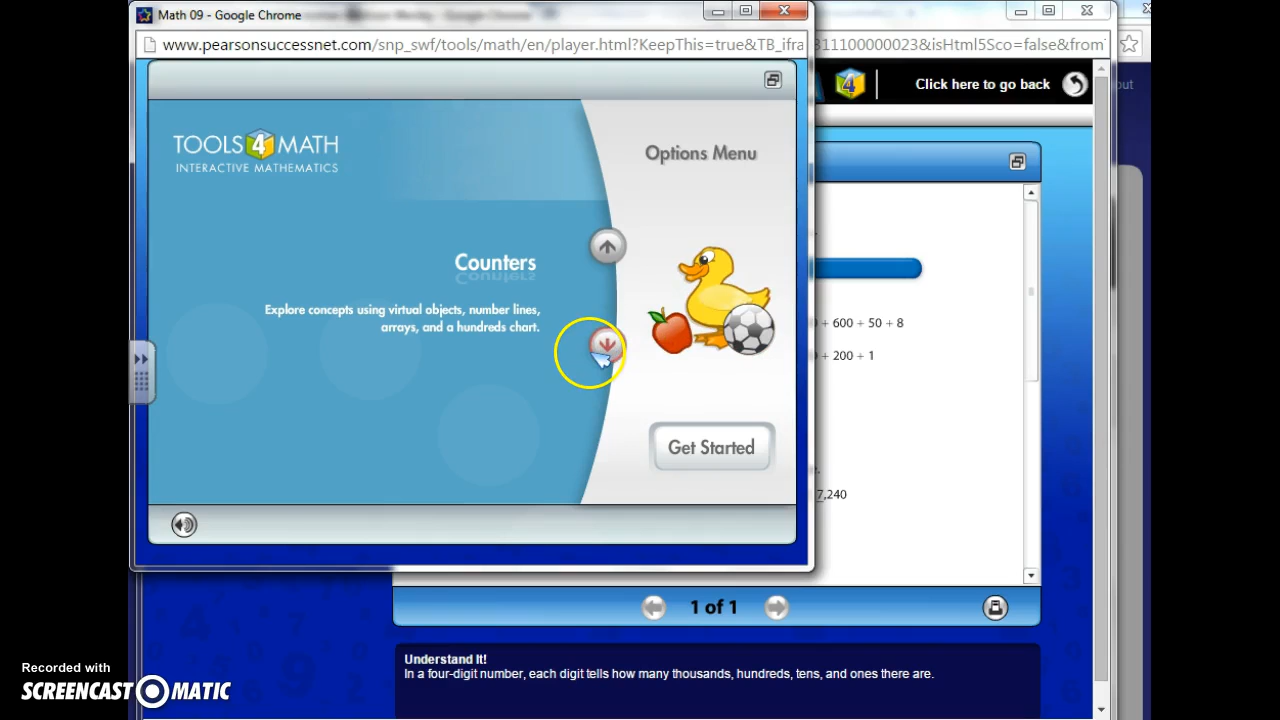 Math 09 - Google Chrome
www.pearsonsuccessnet.com/snp_swf/tools/math/en/player.html?KeepThis=true&TB_ifra
311100000023&isHtml5Sco=false&from
TOOLS 4 MATH
INTERACTIVE MATHEMATICS
Options Menu
4
Click here to go back
out
Counters
Explore concepts using virtual objects, number lines,
arrays, and a hundreds chart.
Get Started
+ 600 + 50 + 8
+ 200 + 1
7,240
1 of 1
Understand It!
In a four-digit number, each digit tells how many thousands, hundreds, tens, and ones there are.
Recorded with
SCREENCAST O MATIC